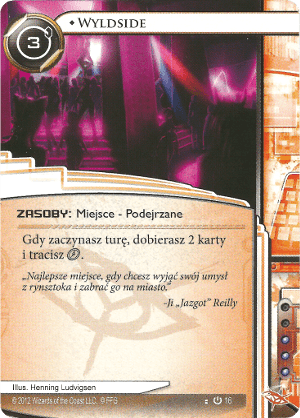 3
• WYLDSIDE
ZASOBY: Miejsce - Podejrzane
Gdy zaczynasz turę, dobierasz 2 karty
i tracisz .
„Najlepsze miejsce, gdy chcesz wyjąć swój umysł
z rynsztoka i zabrać go na miasto.”
-Ji „Jazgot” Reilly
Illus. Henning Ludvigsen
© 2012 Wizards of the Coast LLC. © FFG
16